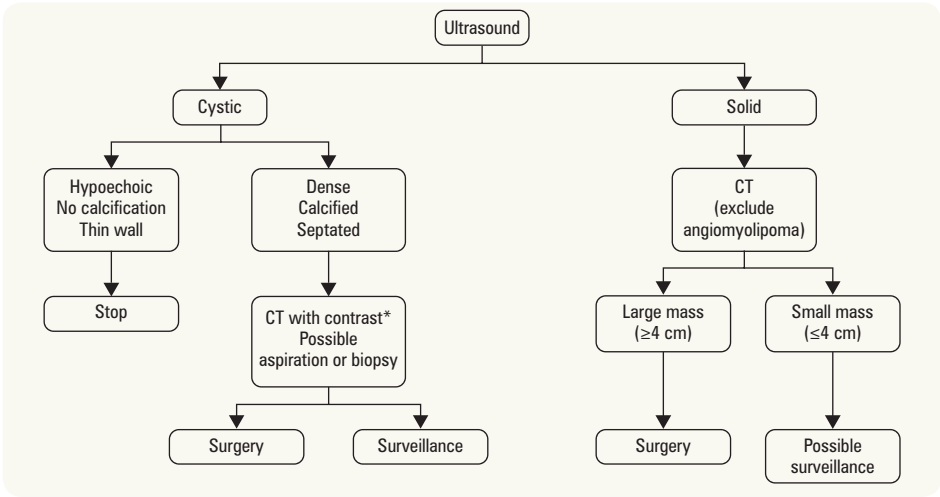 Ultrasound
Cystic
Solid
Hypoechoic
No calcification
Thin wall
Dense
Calcified
Septated
CT
(exclude
angiomyolipoma)
Stop
CT with contrast*
Possible
aspiration or biopsy
Large mass
(≥4 cm)
Small mass
(≤4 cm)
Surgery
Surveillance
Surgery
Possible
surveillance